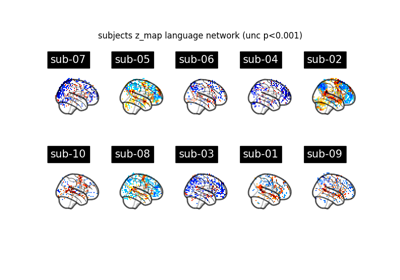 subjects z_map language network (unc p<0.001)
sub-07 sub-05 sub-06 sub-04 sub-02
sub-10 sub-08 sub-03 sub-01 sub-09